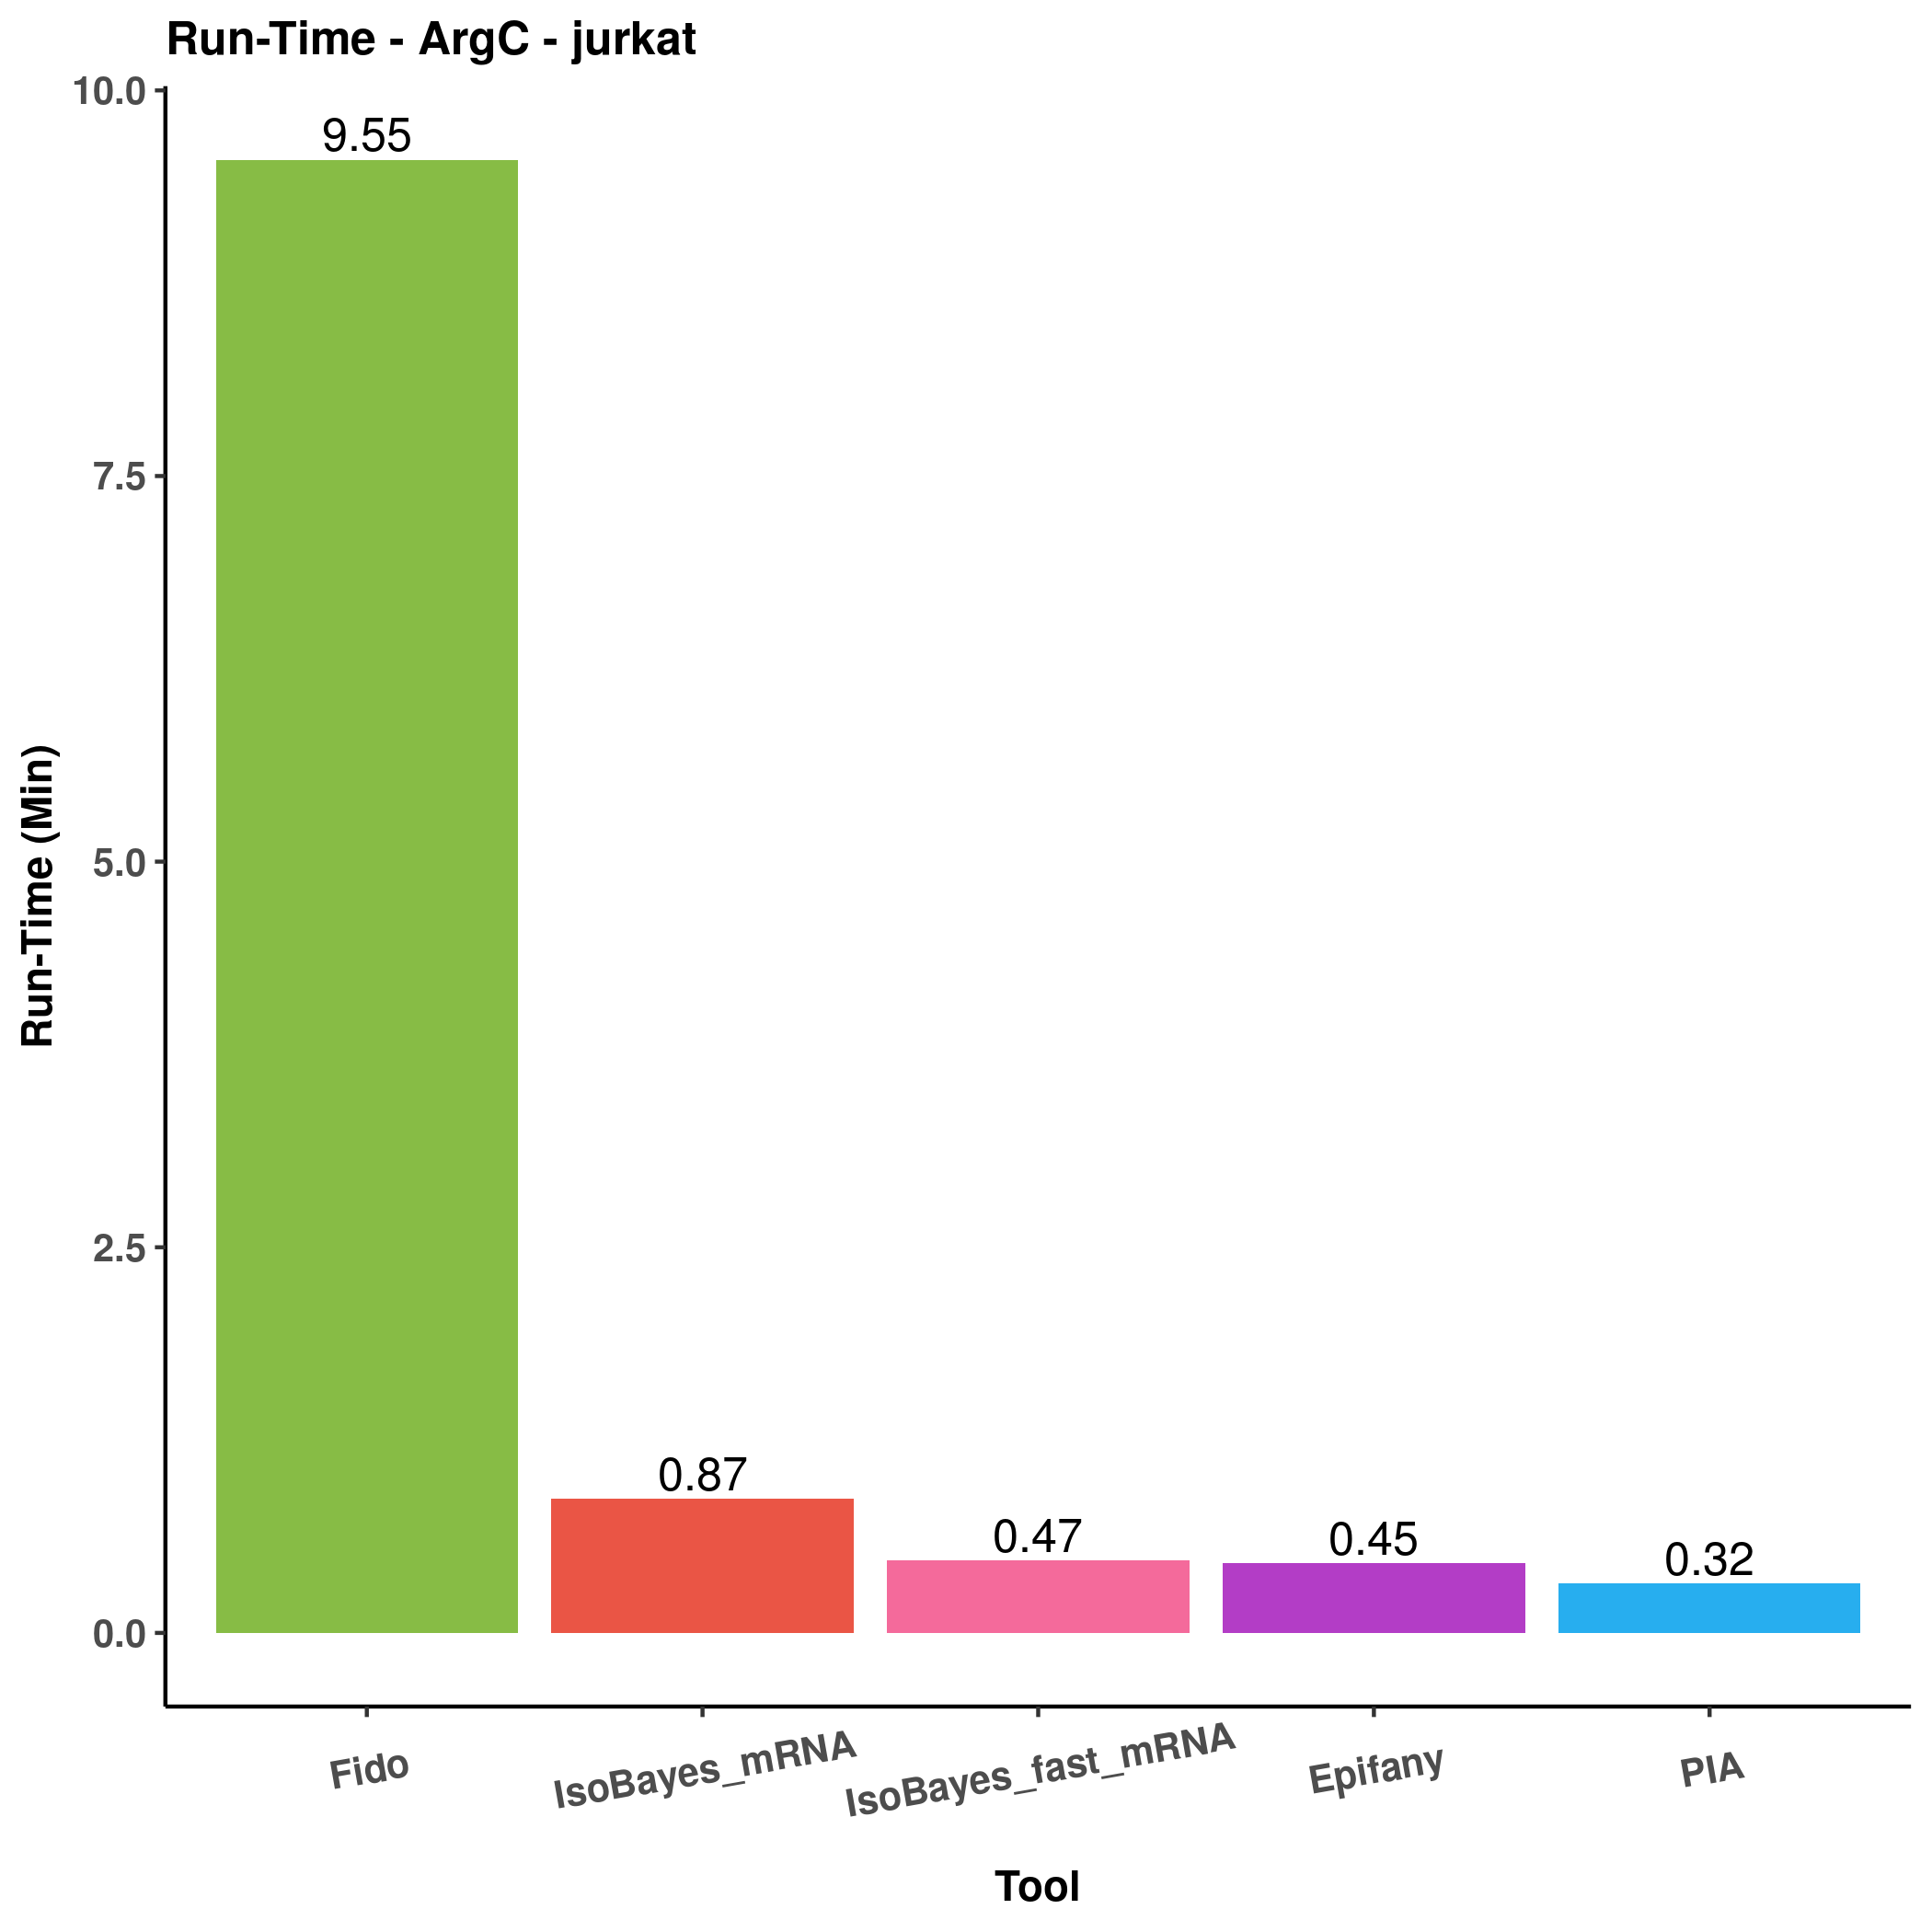 Run-Time - ArgC - jurkat
10.0
7.5
5.0
2.5
0.0
Run-Time (Min)
9.55
0.87
0.47
0.45
0.32
Fido
IsoBayes_mRNA
IsoBayes_fast_mRNA
Epifany
PIA
Tool